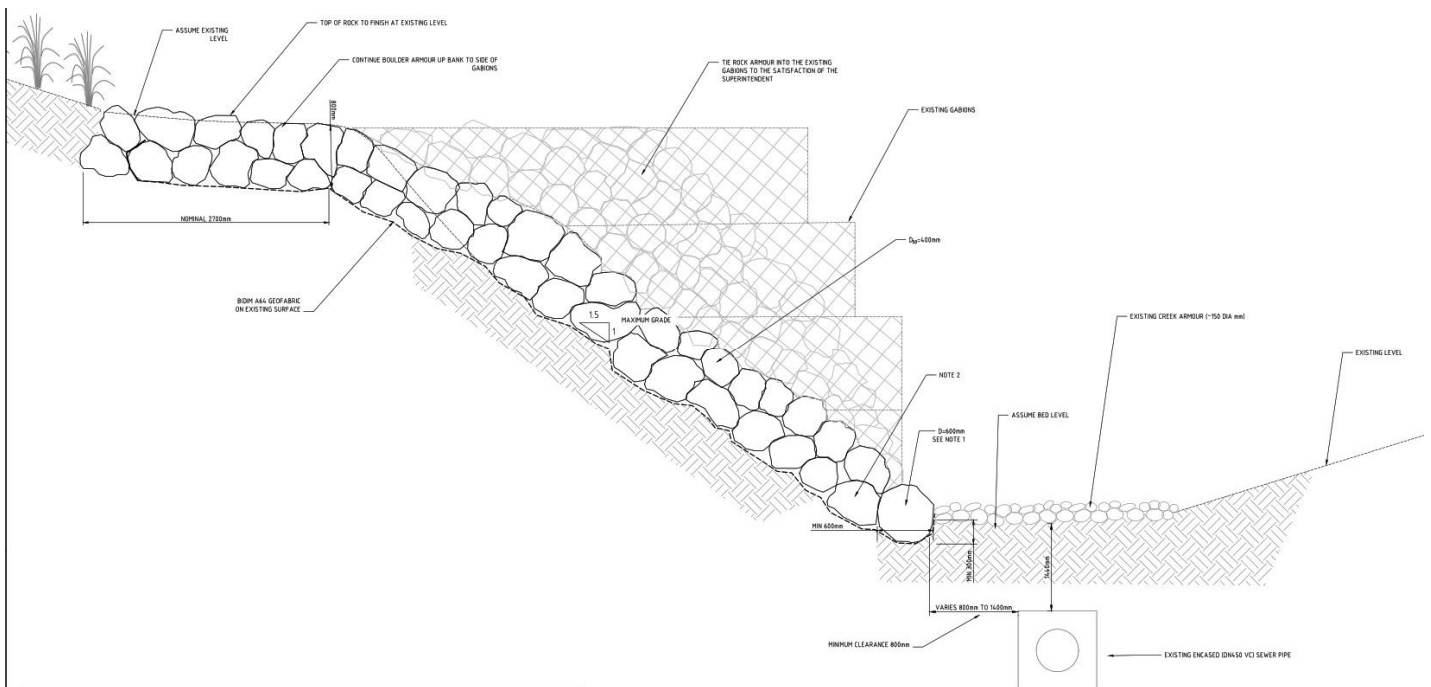 TOP OF ROCK TO FINISH AT EXISTING LEVEL
ASSUME EXISTING
LEVEL
CONTINUE BOULDER ARMOUR UP BANK TO SIDE OF
GABIONS
TIE ROCK ARMOUR INTO THE EXISTING
GABIONS TO THE SATISFACTION OF THE
SUPERINTENDENT
EXISTING GABIONS
800mm
NOMINAL 2700mm
D50=400mm
BIDIM A64 GEOFABRIC
ON EXISTING SURFACE
1.5
1
MAXIMUM GRADE
EXISTING CREEK ARMOUR (~150 DIA mm)
EXISTING LEVEL
NOTE 2
ASSUME BED LEVEL
D=600mm
SEE NOTE 1
MIN 600mm
MIN 300mm
1440mm
VARIES 800mm TO 1400mm
MINIMUM CLEARANCE 800mm
EXISTING ENCASED (DN450 VC) SEWER PIPE